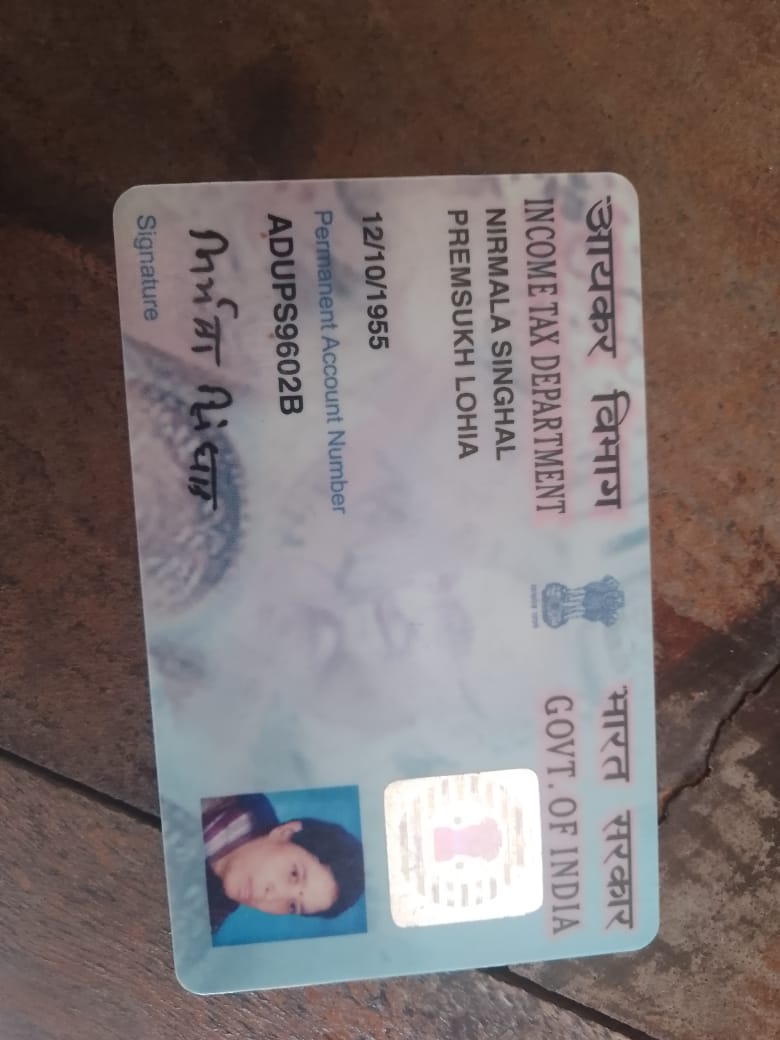 आयकर विभाग
भारत सरकार
INCOME TAX DEPARTMENT
GOVT. OF INDIA
NIRMALA SINGHAL
PREMSUKH LOHIA
12/10/1955
Permanent Account Number
ADUPS9602B
निर्मला सिंघल
Signature